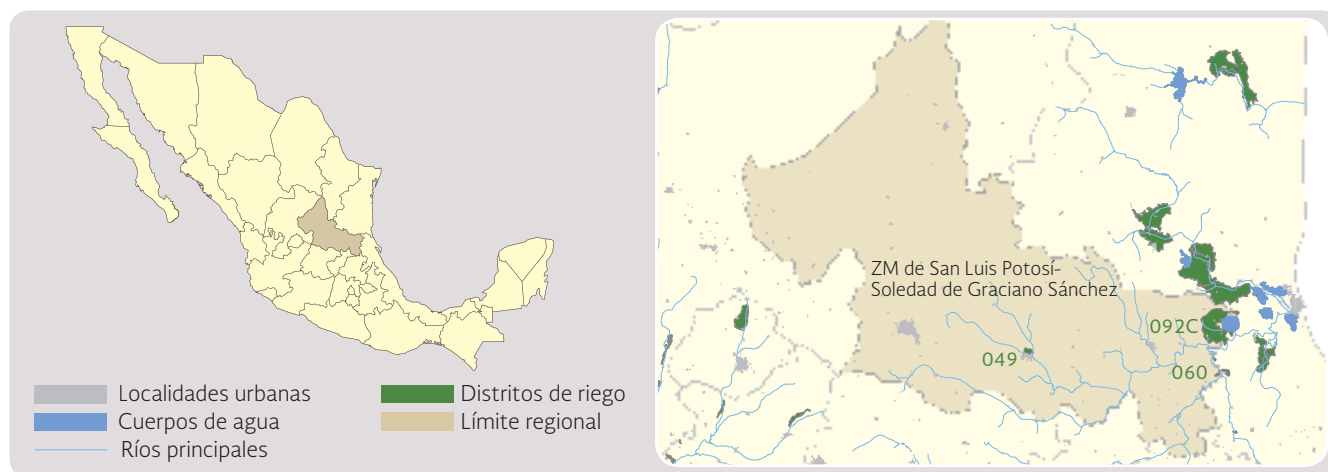 Localidades urbanas
Cuerpos de agua
Ríos principales
Distritos de riego
Límite regional
ZM de San Luis Potosí-
Soledad de Graciano Sánchez
092C
049
060